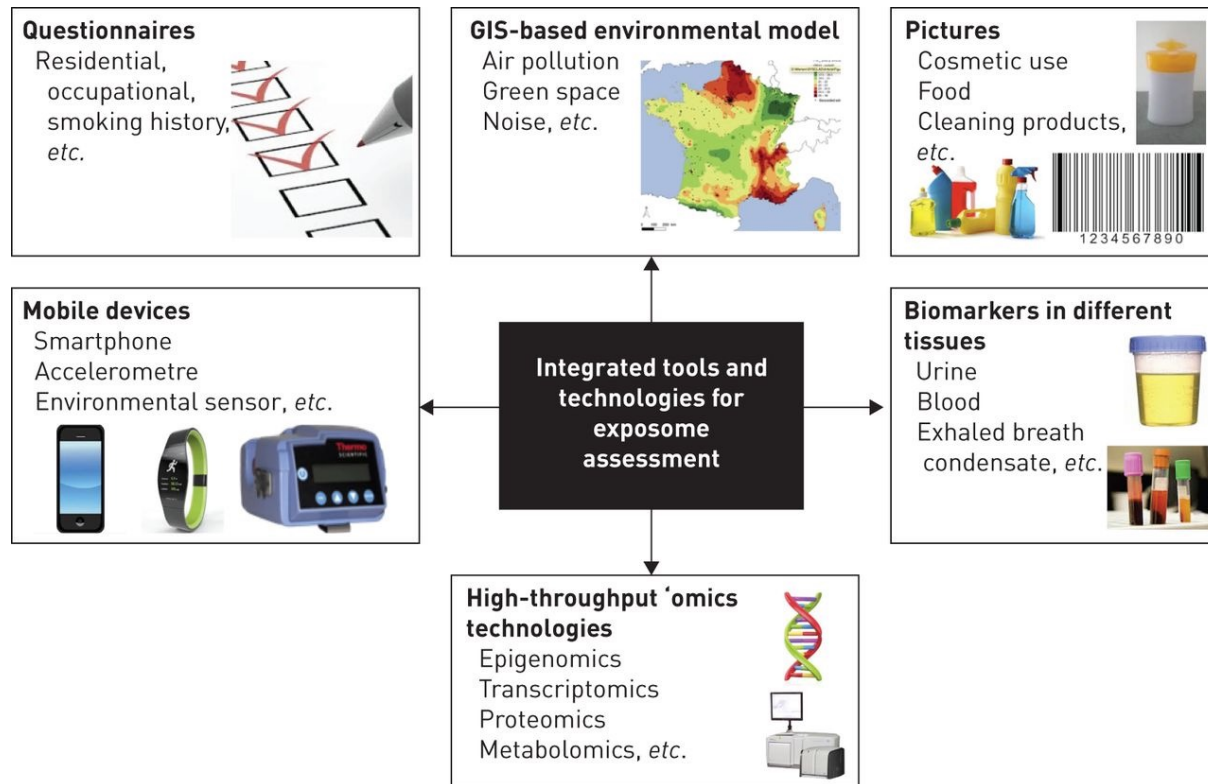 Questionnaires
Residential,
occupational,
smoking history,
etc.
GIS-based environmental model
Air pollution
Green space
Noise, etc.
Pictures
Cosmetic use
Food
Cleaning products,
etc.
1234567890
Mobile devices
Smartphone
Accelerometre
Environmental sensor, etc.
Thermo
SCIENTIFIC
Integrated tools and
technologies for
exposome
assessment
Biomarkers in different
tissues
Urine
Blood
Exhaled breath
condensate, etc.
High-throughput ‘omics
technologies
Epigenomics
Transcriptomics
Proteomics
Metabolomics, etc.